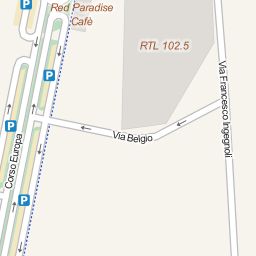 Red Paradise
Cafè
RTL 102.5
Via Francesco Ingegnoli
P
P
Via Belgio
P
Corso Europa
P
P